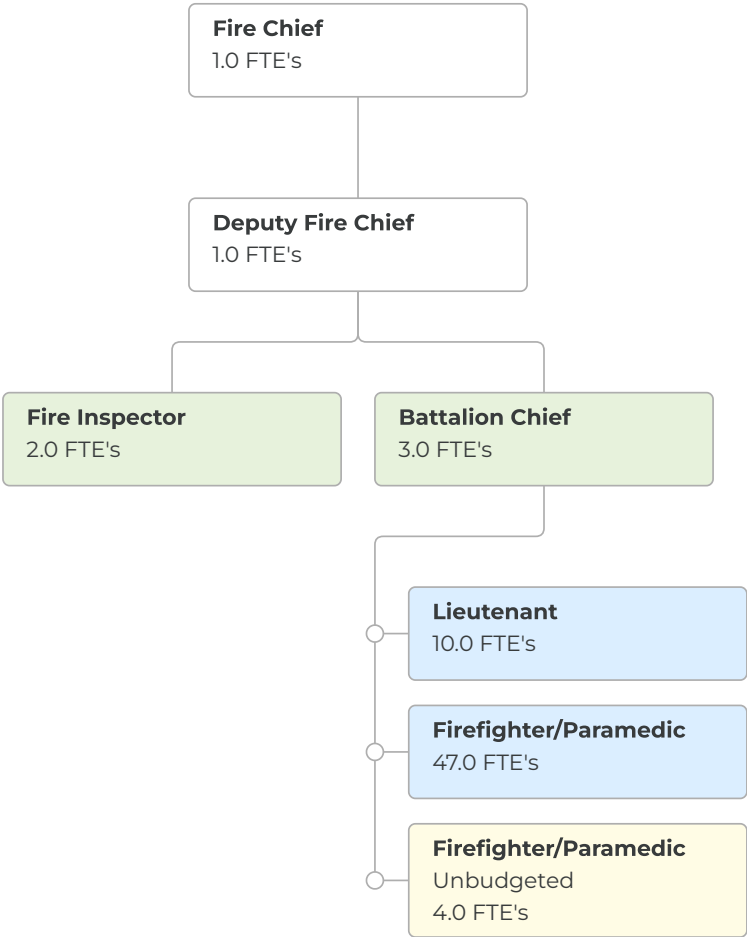 Fire Chief
1.0 FTE's
Deputy Fire Chief
1.0 FTE's
Fire Inspector
2.0 FTE's
Battalion Chief
3.0 FTE's
Lieutenant
10.0 FTE's
Firefighter/Paramedic
47.0 FTE's
Firefighter/Paramedic
Unbudgeted
4.0 FTE's